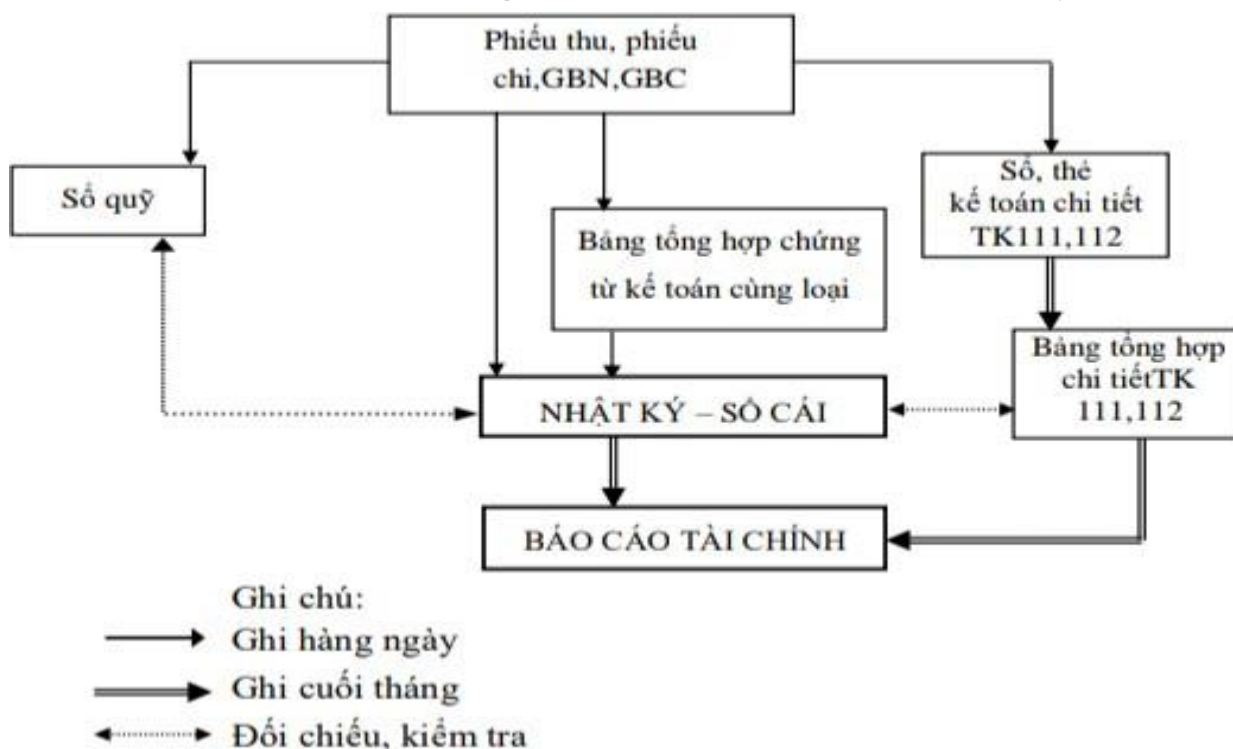 Phiếu thu, phiếu
chi,GBN,GBC
Sổ quỹ
Bảng tổng hợp chứng
từ kế toán cùng loại
Sổ, thẻ
kế toán chi tiết
TK111,112
Bảng tổng hợp
chi tiếtTK
111,112
NHẬT KÝ – SỔ CÁI
BÁO CÁO TÀI CHÍNH
Ghi chú:
Ghi hàng ngày
Ghi cuối tháng
Đối chiếu, kiểm tra